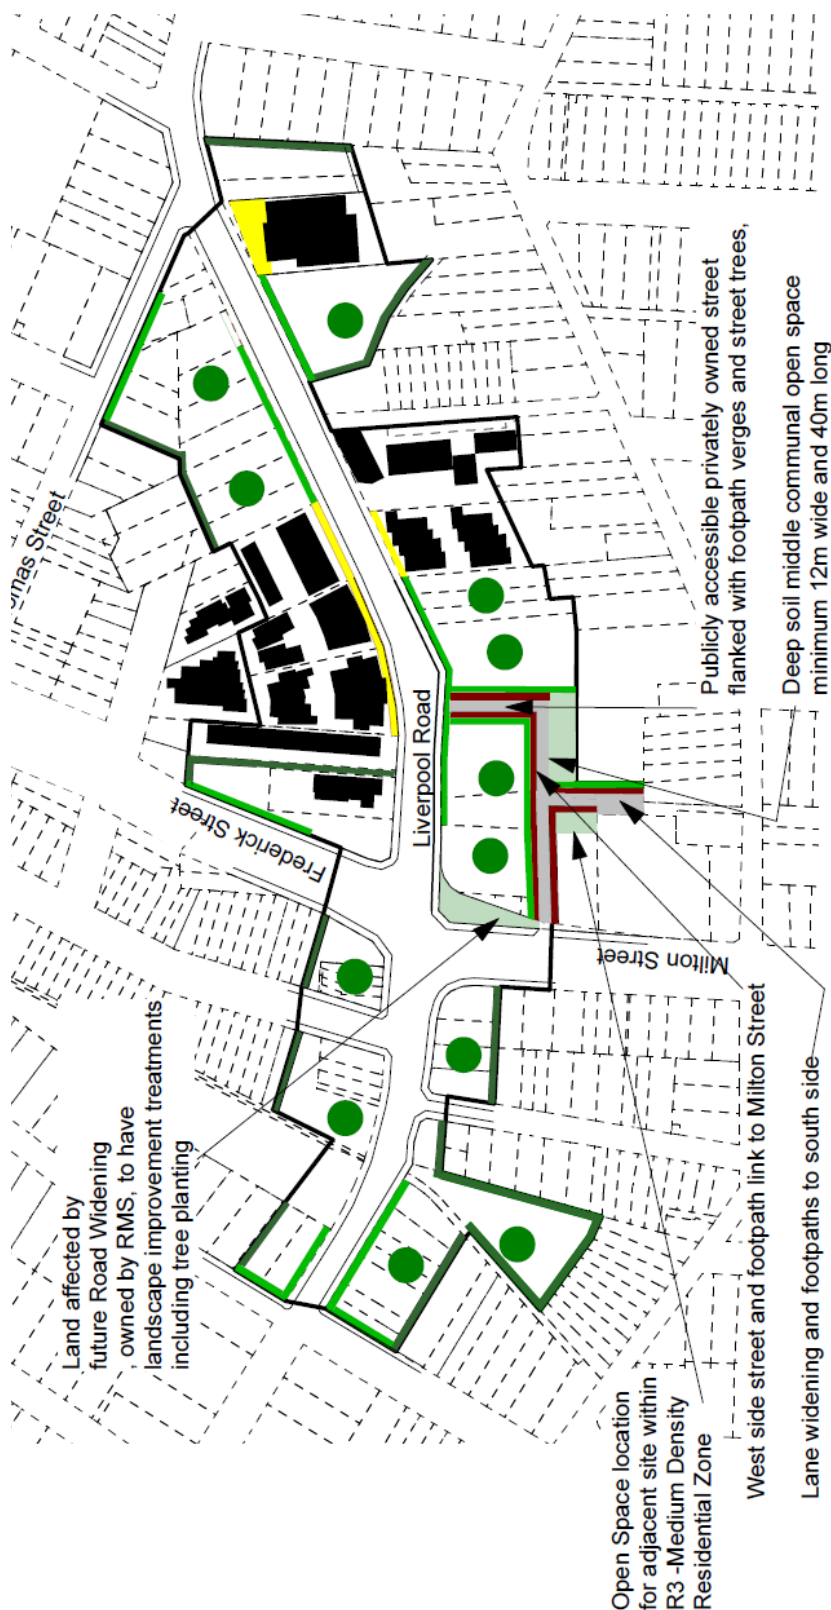 omas Street
Frederick Street
Liverpool Road
Milton Street
Land affected by
future Road Widening
, owned by RMS, to have
landscape improvement treatments
including tree planting
Publicly accessible privately owned street
flanked with footpath verges and street trees,
Deep soil middle communal open space
minimum 12m wide and 40m long
Open Space location
for adjacent site within
R3 -Medium Density
Residential Zone
West side street and footpath link to Milton Street
Lane widening and footpaths to south side